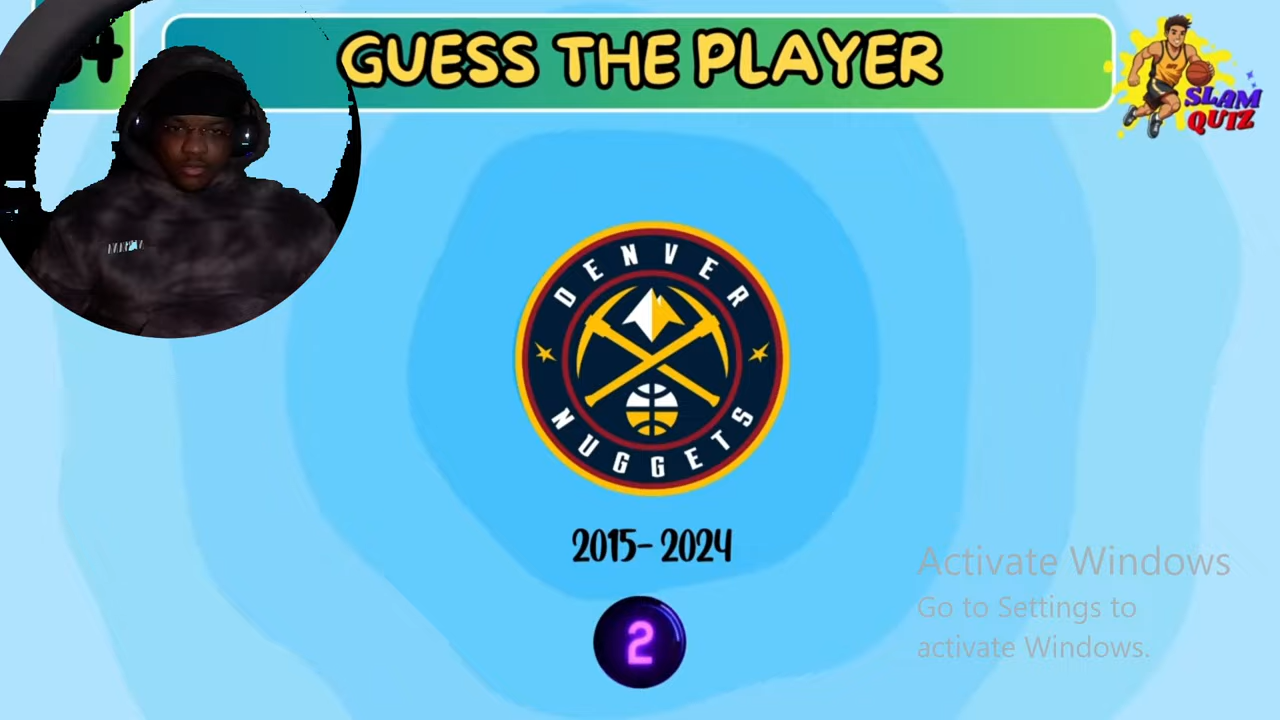 GUESS THE PLAYER
SLAM
QUIZ
DENVER
NUGGETS
2015-2024
2
Activate Windows
Go to Settings to
activate Windows.